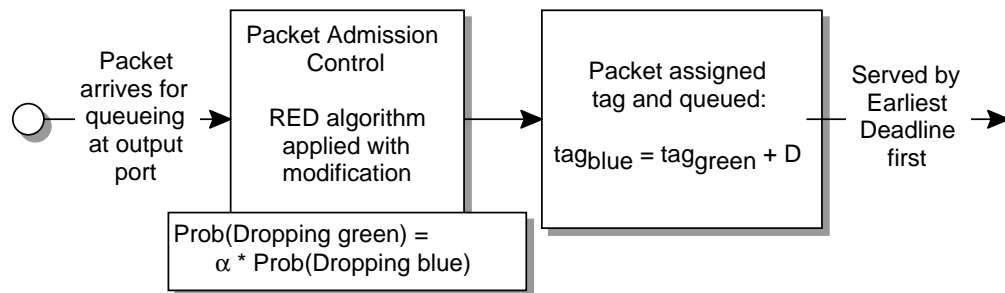 Packet
arrives for
queueing
at output
port
Packet Admission
Control
RED algorithm
applied with
modification
Prob(Dropping green) =
α * Prob(Dropping blue)
Packet assigned
tag and queued:
tagblue = taggreen + D
Served by
Earliest
Deadline
first